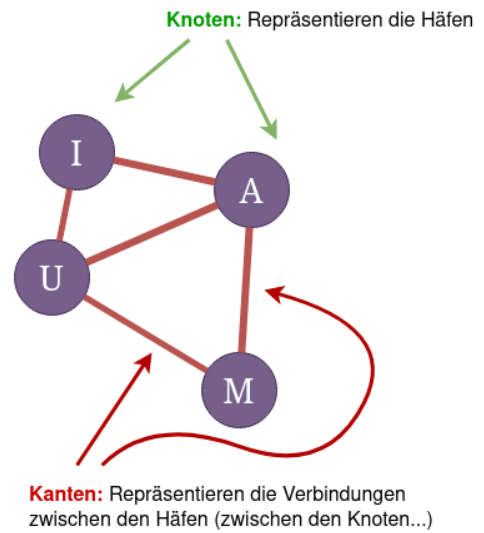 Knoten: Repräsentieren die Häfen
I
A
U
M
Kanten: Repräsentieren die Verbindungen
zwischen den Häfen (zwischen den Knoten...)